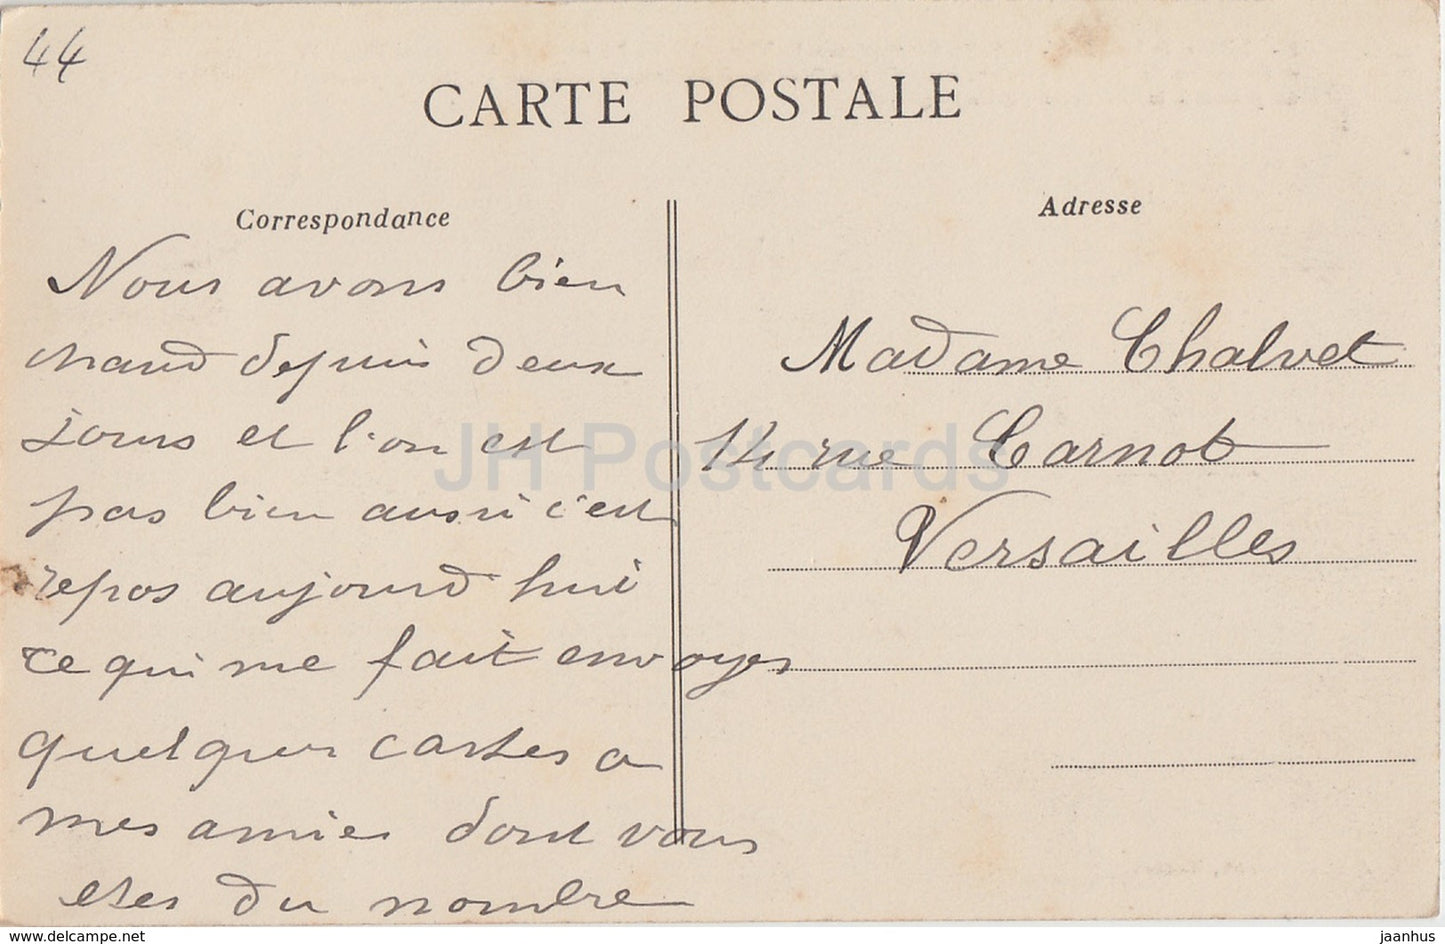 44
CARTE POSTALE
Correspondance
Nous avons bien
chaud depuis deux
jours et l'on est
pas bien aussi c'est
repos aujourd hui
ce qui me fait envoyer
quelques cartes a
mes amies dont vous
etes du nombre
Adresse
Madame Chalvet
14 rue Carnot
Versailles
JH Postcards
www.delcampe.net
jaanhus